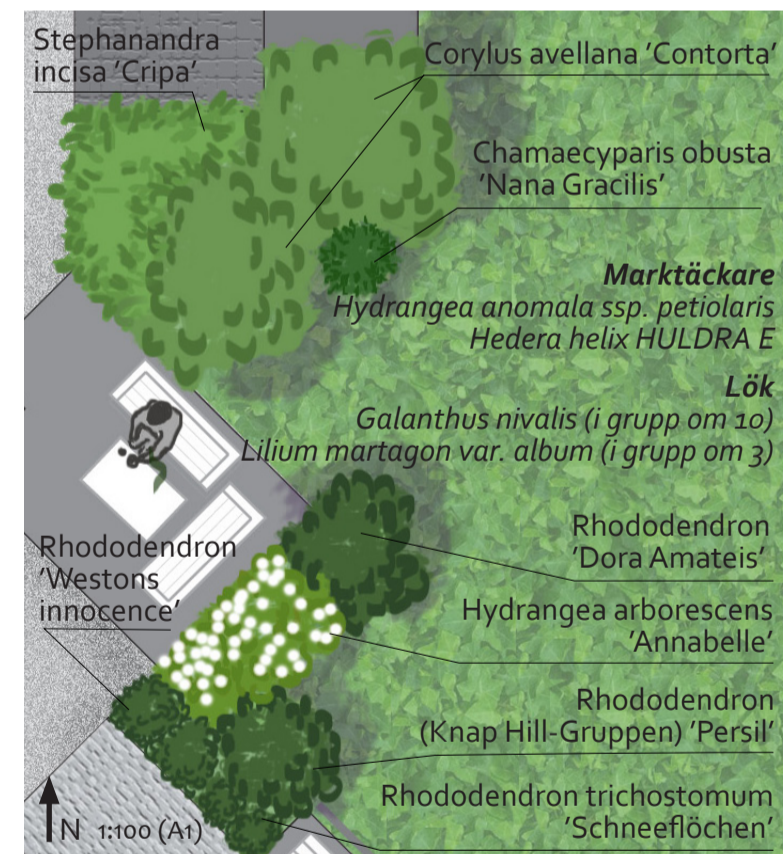 Stephanandra
incisa 'Cripa'
Corylus avellana 'Contorta'
Chamaecyparis obusta
'Nana Gracilis'
Marktäckare
Hydrangea anomala ssp. petiolaris
Hedera helix HULDRA E
Lök
Galanthus nivalis (i grupp om 10)
Lilium martagon var. album (i grupp om 3)
Rhododendron
'Westons
innocence'
Rhododendron
'Dora Amateis'
Hydrangea arborescens
'Annabelle'
Rhododendron
(Knap Hill-Gruppen) 'Persil'
Rhododendron trichostomum
'Schneeflöchen'
N 1:100 (A1)